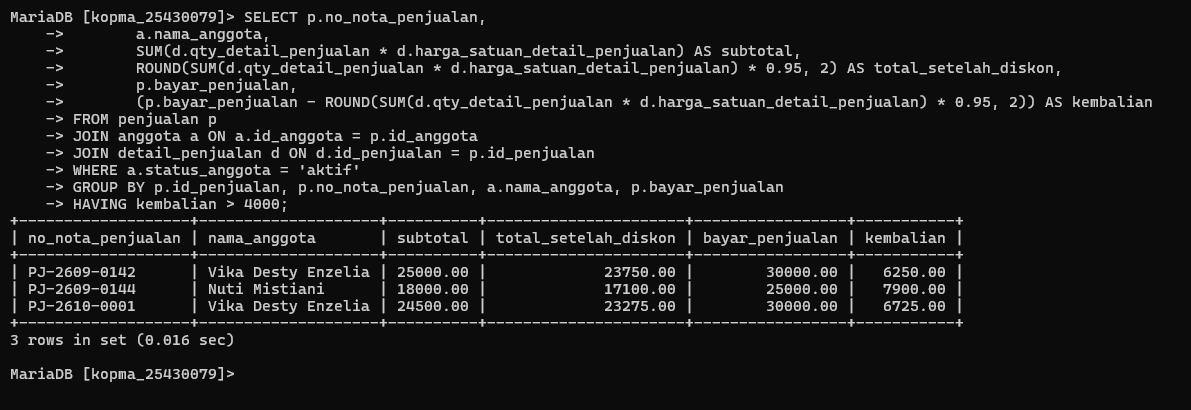 MariaDB [kopma_25430079]> SELECT p.no_nota_penjualan,
    ->        a.nama_anggota,
    ->        SUM(d.qty_detail_penjualan * d.harga_satuan_detail_penjualan) AS subtotal,
    ->        ROUND(SUM(d.qty_detail_penjualan * d.harga_satuan_detail_penjualan) * 0.95, 2) AS total_setelah_diskon,
    ->        p.bayar_penjualan,
    ->        (p.bayar_penjualan - ROUND(SUM(d.qty_detail_penjualan * d.harga_satuan_detail_penjualan) * 0.95, 2)) AS kembalian
    -> FROM penjualan p
    -> JOIN anggota a ON a.id_anggota = p.id_anggota
    -> JOIN detail_penjualan d ON d.id_penjualan = p.id_penjualan
    -> WHERE a.status_anggota = 'aktif'
    -> GROUP BY p.id_penjualan, p.no_nota_penjualan, a.nama_anggota, p.bayar_penjualan
    -> HAVING kembalian > 4000;
+-------------------+--------------------+----------+----------------------+-----------------+-----------+
| no_nota_penjualan | nama_anggota       | subtotal | total_setelah_diskon | bayar_penjualan | kembalian |
+-------------------+--------------------+----------+----------------------+-----------------+-----------+
| PJ-2609-0142      | Vika Desty Enzelia | 25000.00 |             23750.00 |        30000.00 |   6250.00 |
| PJ-2609-0144      | Nuti Mistiani      | 18000.00 |             17100.00 |        25000.00 |   7900.00 |
| PJ-2610-0001      | Vika Desty Enzelia | 24500.00 |             23275.00 |        30000.00 |   6725.00 |
+-------------------+--------------------+----------+----------------------+-----------------+-----------+
3 rows in set (0.016 sec)
MariaDB [kopma_25430079]>